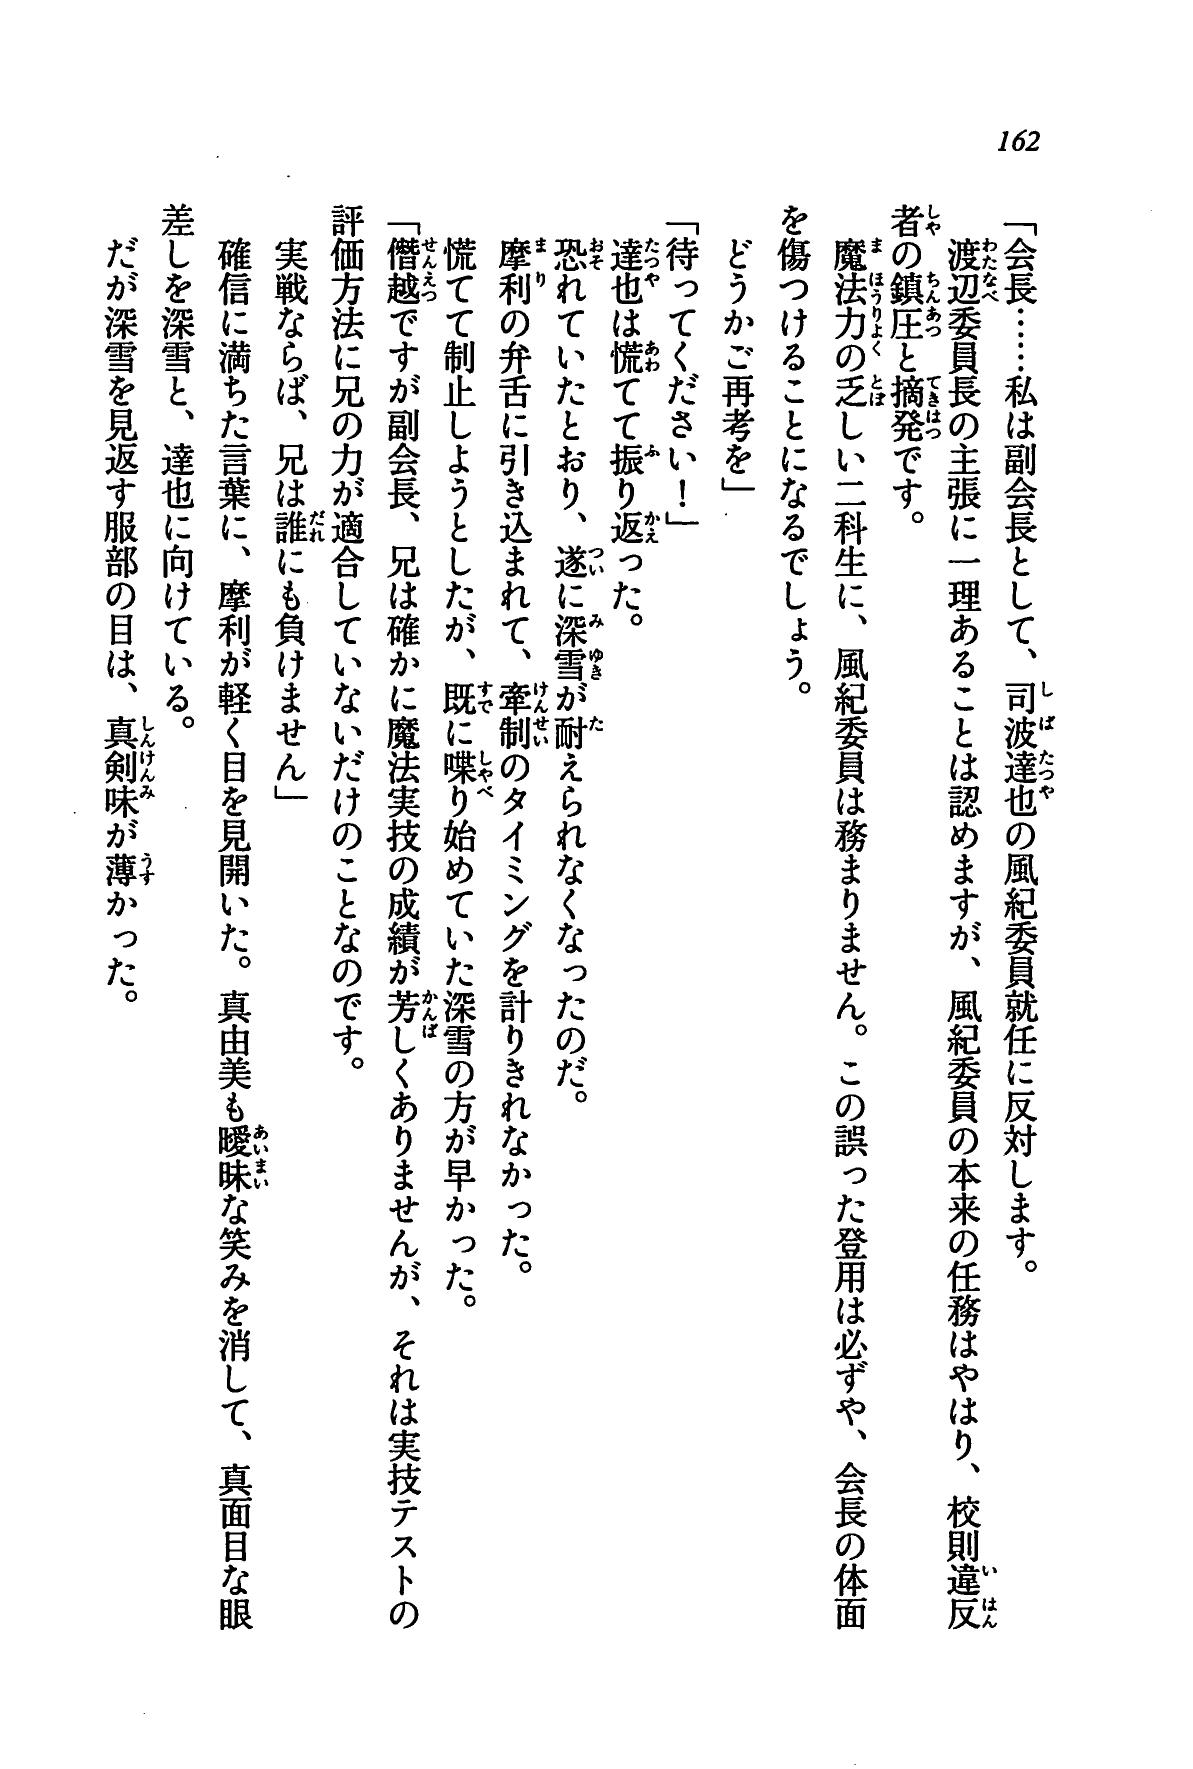 162
「会長……私は副会長として、司波達也の風紀委員就任に反対します。
渡辺委員長の主張に一理あることは認めますが、風紀委員の本来の任務はやはり、校則違反
者の鎮圧と摘発です。
魔法力の乏しい二科生に、風紀委員は務まりません。この誤った登用は必ずや、会長の体面
を傷つけることになるでしょう。
どうかご再考を」
「待ってください！」
達也は慌てて振り返った。
恐れていたとおり、遂に深雪が耐えられなくなったのだ。
摩利の弁舌に引き込まれて、牽制のタイミングを計りきれなかった。
慌てて制止しようとしたが、既に喋り始めていた深雪の方が早かった。
「僭越ですが副会長、兄は確かに魔法実技の成績が芳しくありませんが、それは実技テストの
評価方法に兄の力が適合していないだけのことなのです。
実戦ならば、兄は誰にも負けません」
確信に満ちた言葉に、摩利が軽く目を見開いた。真由美も曖昧な笑みを消して、真面目な眼
差しを深雪と、達也に向けている。
だが深雪を見返す服部の目は、真剣味が薄かった。